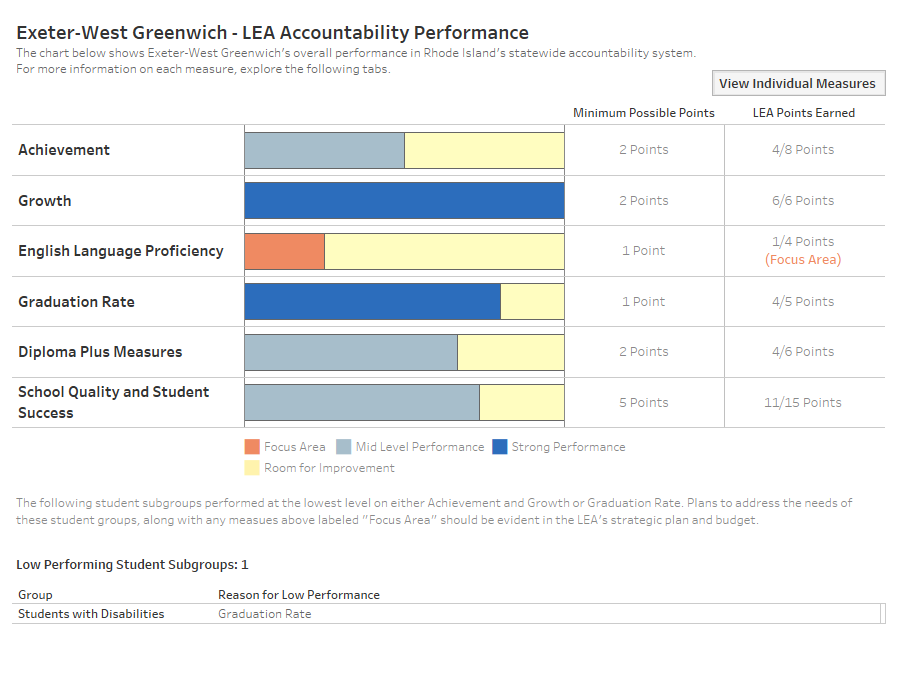 Exeter-West Greenwich - LEA Accountability Performance
The chart below shows Exeter-West Greenwich's overall performance in Rhode Island's statewide accountability system.
For more information on each measure, explore the following tabs.
View Individual Measures
Minimum Possible Points LEA Points Earned
Achievement 2 Points 4/8 Points
Growth 2 Points 6/6 Points
English Language Proficiency 1 Point 1/4 Points
(Focus Area)
Graduation Rate 1 Point 4/5 Points
Diploma Plus Measures 2 Points 4/6 Points
School Quality and Student
Success 5 Points 11/15 Points
Focus Area Mid Level Performance Strong Performance
Room for Improvement
The following student subgroups performed at the lowest level on either Achievement and Growth or Graduation Rate. Plans to address the needs of
these student groups, along with any measues above labeled "Focus Area" should be evident in the LEA's strategic plan and budget.
Low Performing Student Subgroups: 1
Group Reason for Low Performance
Students with Disabilities Graduation Rate